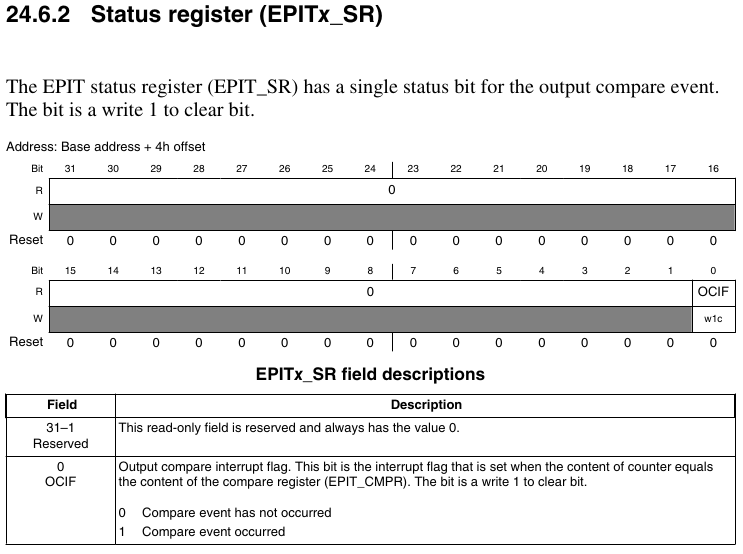 24.6.2 Status register (EPITx_SR)
The EPIT status register (EPIT_SR) has a single status bit for the output compare event.
The bit is a write 1 to clear bit.
Address: Base address + 4h offset
Bit 31 30 29 28 27 26 25 24 23 22 21 20 19 18 17 16
R 0
W
Reset 0 0 0 0 0 0 0 0 0 0 0 0 0 0 0 0
Bit 15 14 13 12 11 10 9 8 7 6 5 4 3 2 1 0
R 0 OCIF
W w1c
Reset 0 0 0 0 0 0 0 0 0 0 0 0 0 0 0 0
EPITx_SR field descriptions
Field Description
31–1 This read-only field is reserved and always has the value 0.
Reserved
0 Output compare interrupt flag. This bit is the interrupt flag that is set when the content of counter equals
OCIF the content of the compare register (EPIT_CMPR). The bit is a write 1 to clear bit.
0 Compare event has not occurred
1 Compare event occurred